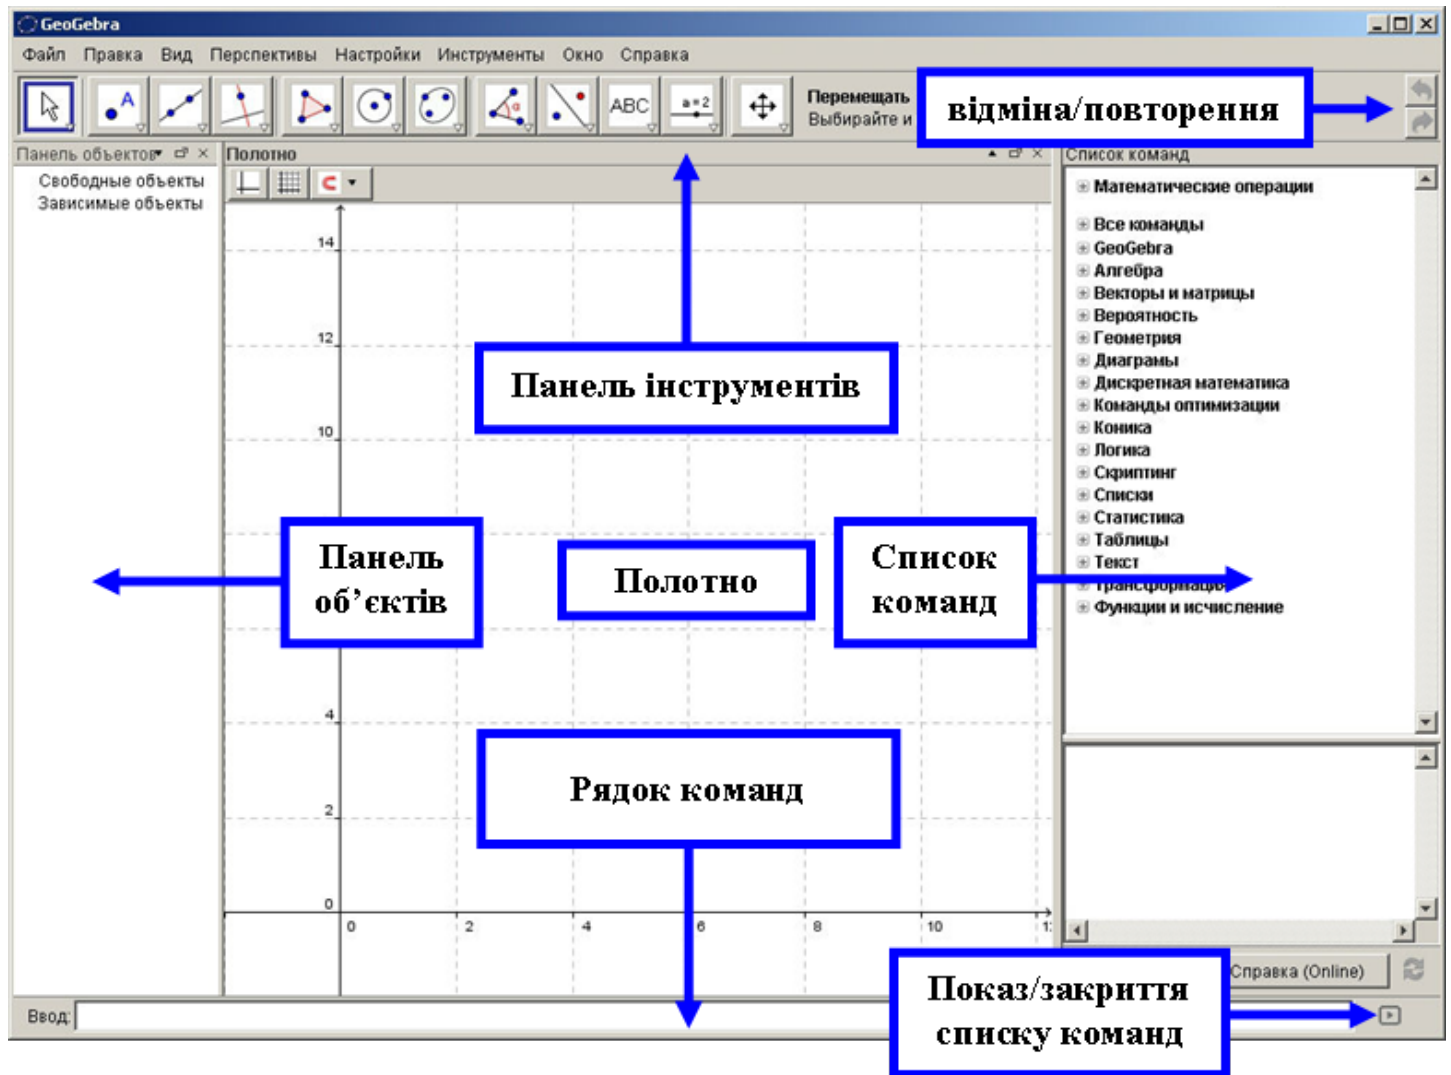 GeoGebra
Файл Правка Вид Перспективы Настройки Инструменты Окно Справка
A
α
ABC
a=2
Перемещать
Выбирайте и
відміна/повторення
Панель объектов
Свободные объекты
Зависимые объекты
Полотно
14
12
10
4
2
0
0 2 4 6 8 10
Панель інструментів
Панель
об’єктів
Полотно
Список
команд
Рядок команд
Список команд
Математические операции
Все команды
GeoGebra
Алгебра
Векторы и матрицы
Вероятность
Геометрия
Диаграмы
Дискретная математика
Команды оптимизации
Коника
Логика
Скриптинг
Списки
Статистика
Таблицы
Текст
Трансформация
Функции и исчисление
Справка (Online)
Показ/закриття
списку команд
Ввод: